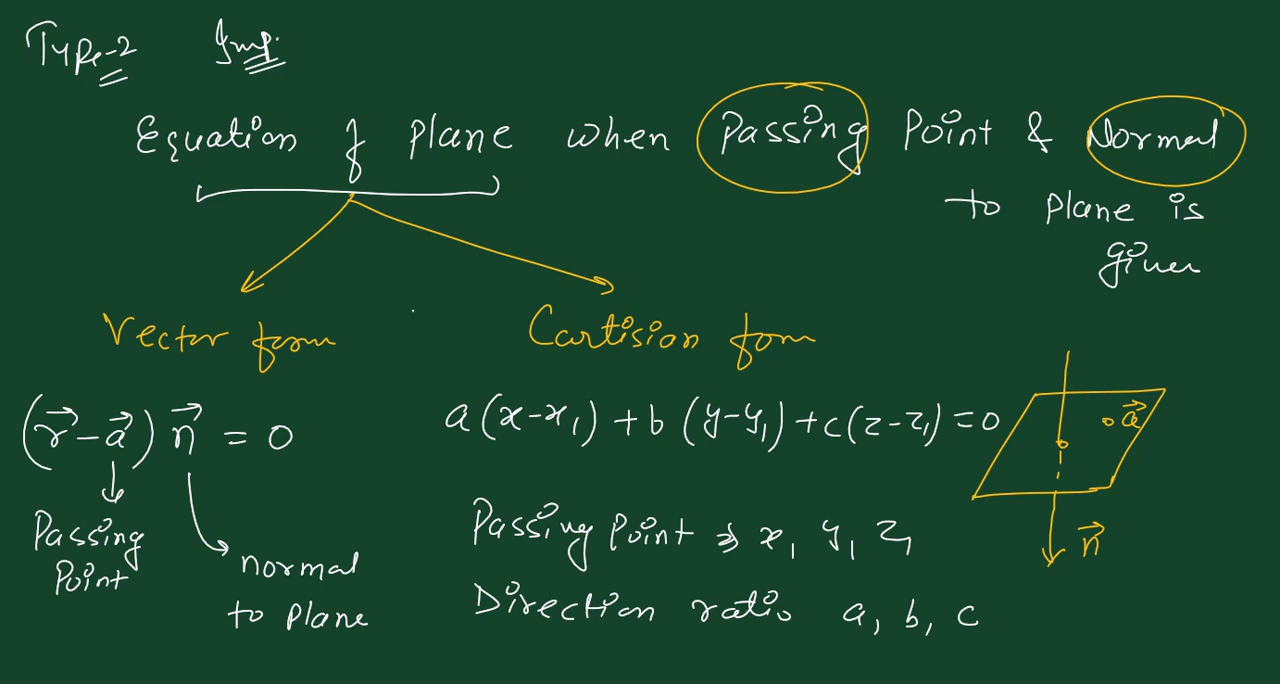 Type-2 Imp.
Equation of plane when Passing Point & Normal
to plane is
given
Vector form
Cartision form
(r⃗-a⃗) n⃗ = 0
a(x-x₁) + b(y-y₁) + c(z-z₁) = 0
a⃗
n⃗
Passing
Point
normal
to plane
Passing Point ⇒ x₁ y₁ z₁
Direction ratio a, b, c